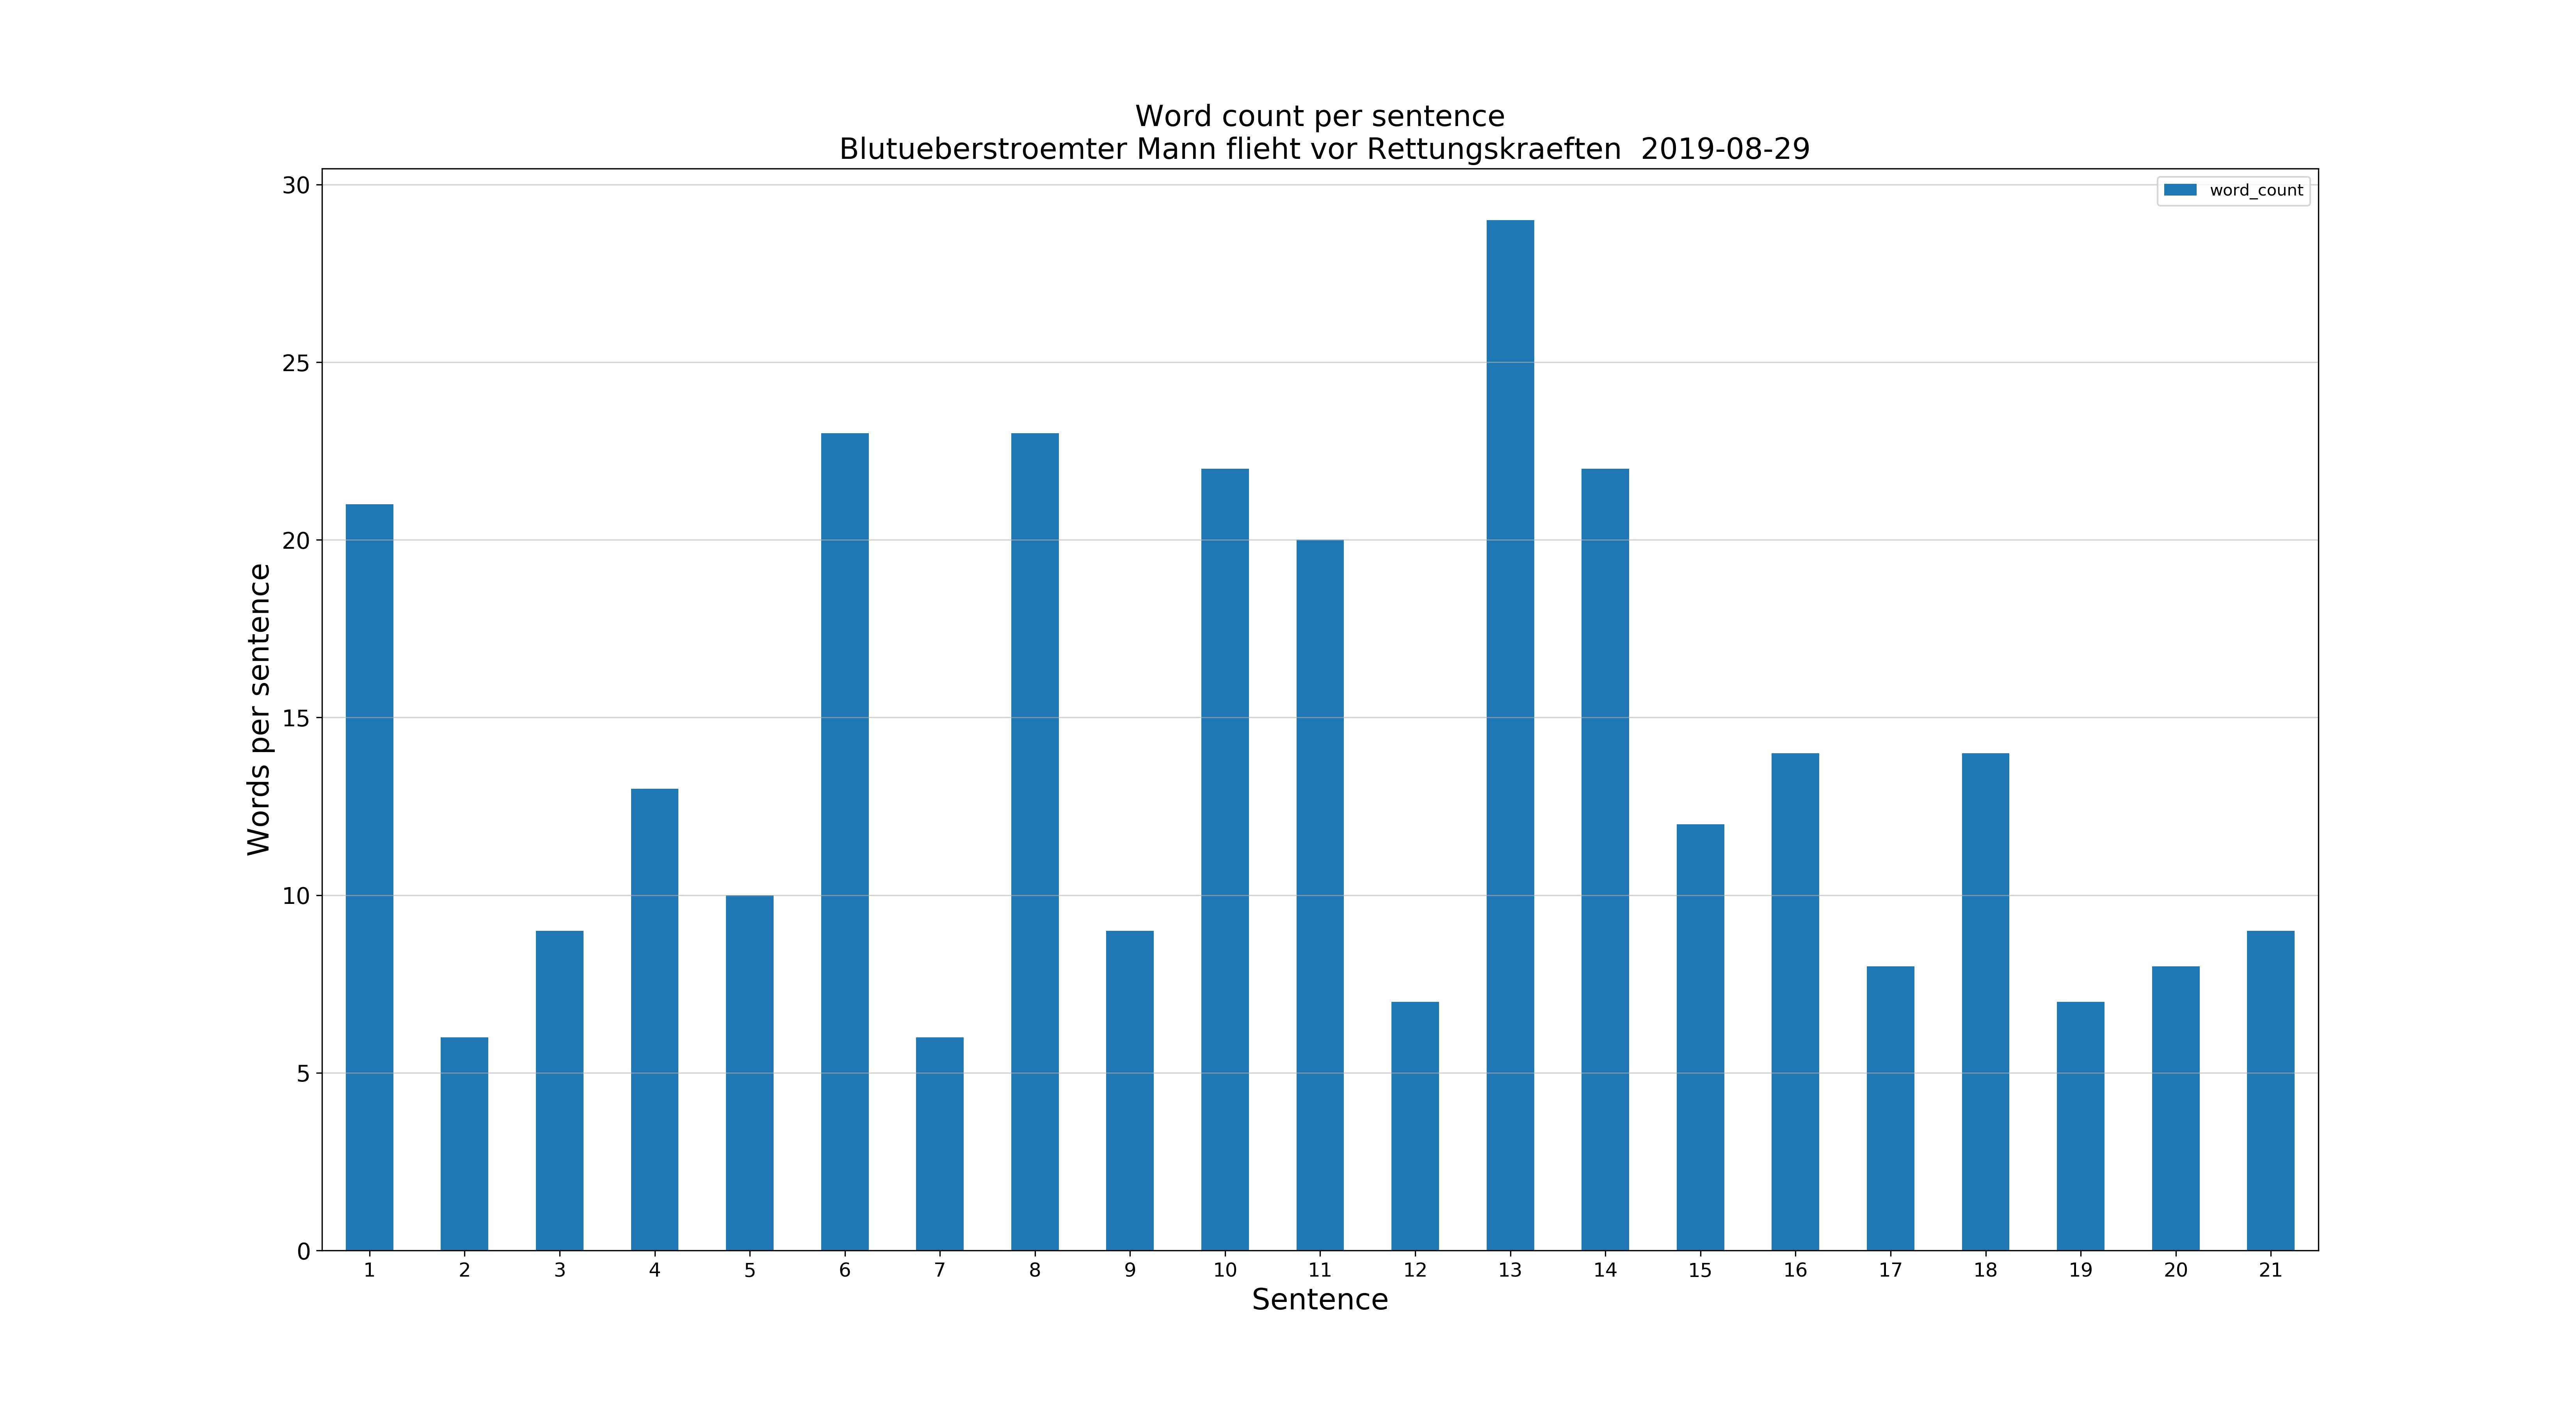 Word count per sentence
Blutueberstroemter Mann flieht vor Rettungskraeften  2019-08-29
word_count
30
25
20
15
10
5
0
Words per sentence
1 2 3 4 5 6 7 8 9 10 11 12 13 14 15 16 17 18 19 20 21
Sentence